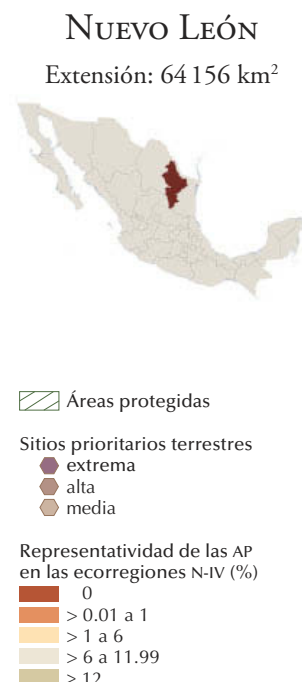 NUEVO LEÓN
Extensión: 64 156 km²
Áreas protegidas
Sitios prioritarios terrestres
extrema
alta
media
Representatividad de las AP
en las ecorregiones N-IV (%)
0
> 0.01 a 1
> 1 a 6
> 6 a 11.99
> 12